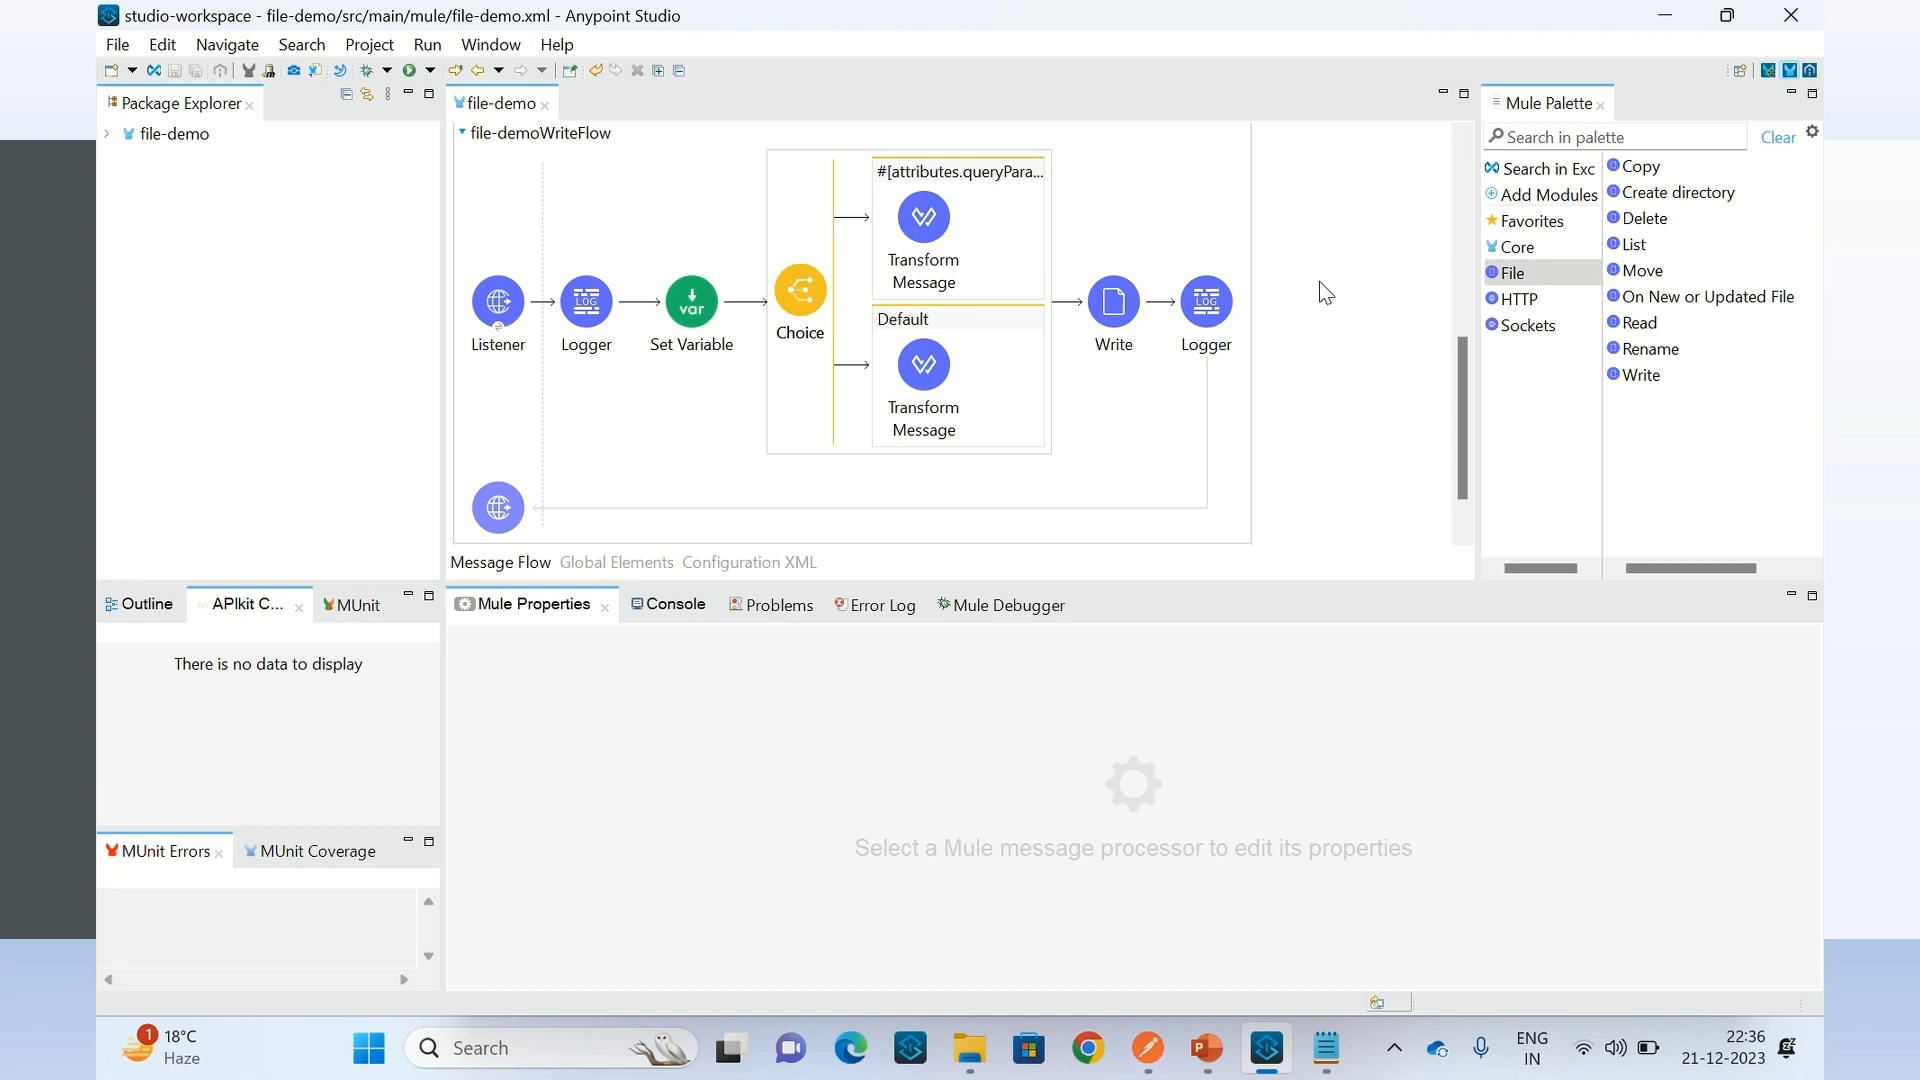 studio-workspace - file-demo/src/main/mule/file-demo.xml - Anypoint Studio
File Edit Navigate Search Project Run Window Help
Package Explorer
file-demo
file-demo
file-demoWriteFlow
#[attributes.queryPara...
Transform
Message
Default
Transform
Message
Listener
LOG
Logger
var
Set Variable
Choice
Write
LOG
Logger
Message Flow Global Elements Configuration XML
Mule Palette
Search in palette
Clear
Search in Exc
Add Modules
Favorites
Core
File
HTTP
Sockets
Copy
Create directory
Delete
List
Move
On New or Updated File
Read
Rename
Write
Outline
APIkit C...
MUnit
There is no data to display
MUnit Errors
MUnit Coverage
Mule Properties
Console
Problems
Error Log
Mule Debugger
Select a Mule message processor to edit its properties
1
18°C
Haze
Search
ENG
IN
22:36
21-12-2023